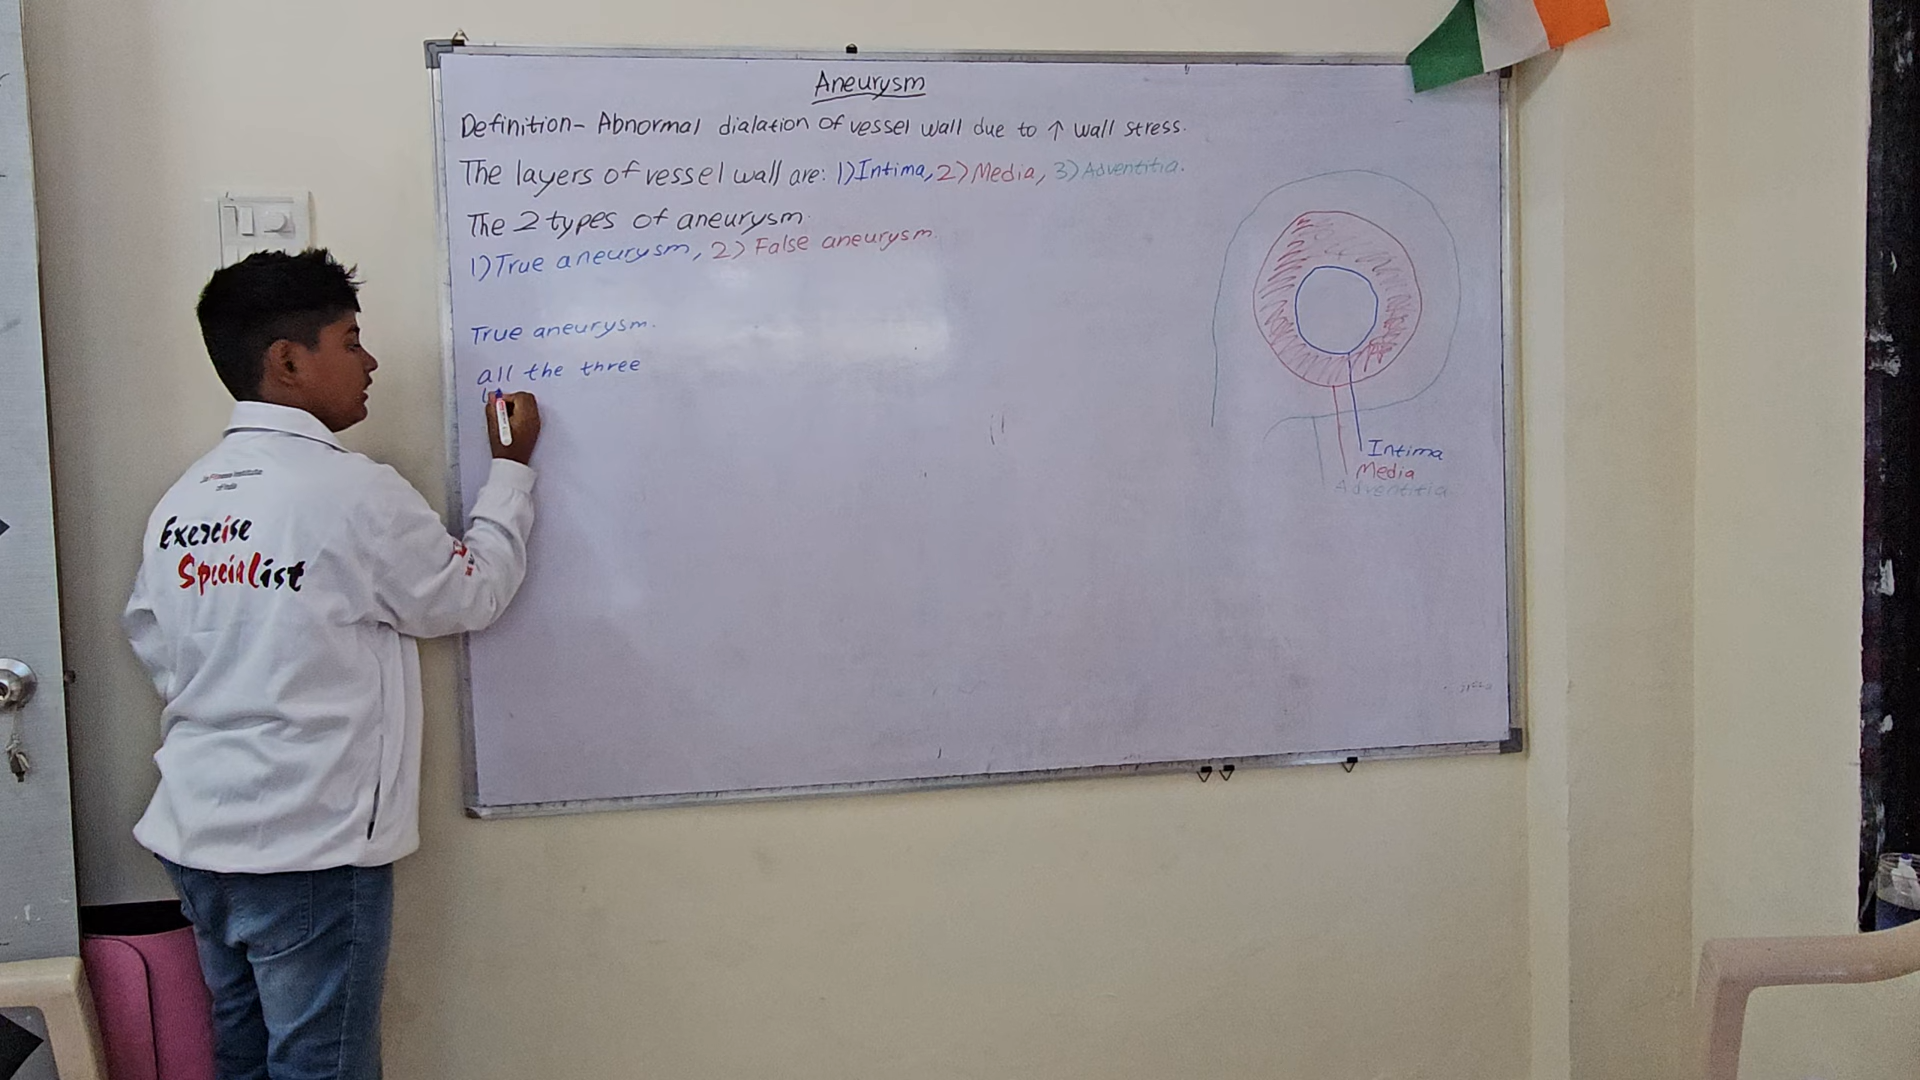 Aneurysm
Definition- Abnormal dialation of vessel wall due to ↑ wall stress.
The layers of vessel wall are: 1) Intima, 2) Media, 3) Adventitia.
The 2 types of aneurysm.
1) True aneurysm, 2) False aneurysm.
True aneurysm.
all the three
Intima
Media
Adventitia
Exercise
Specialist